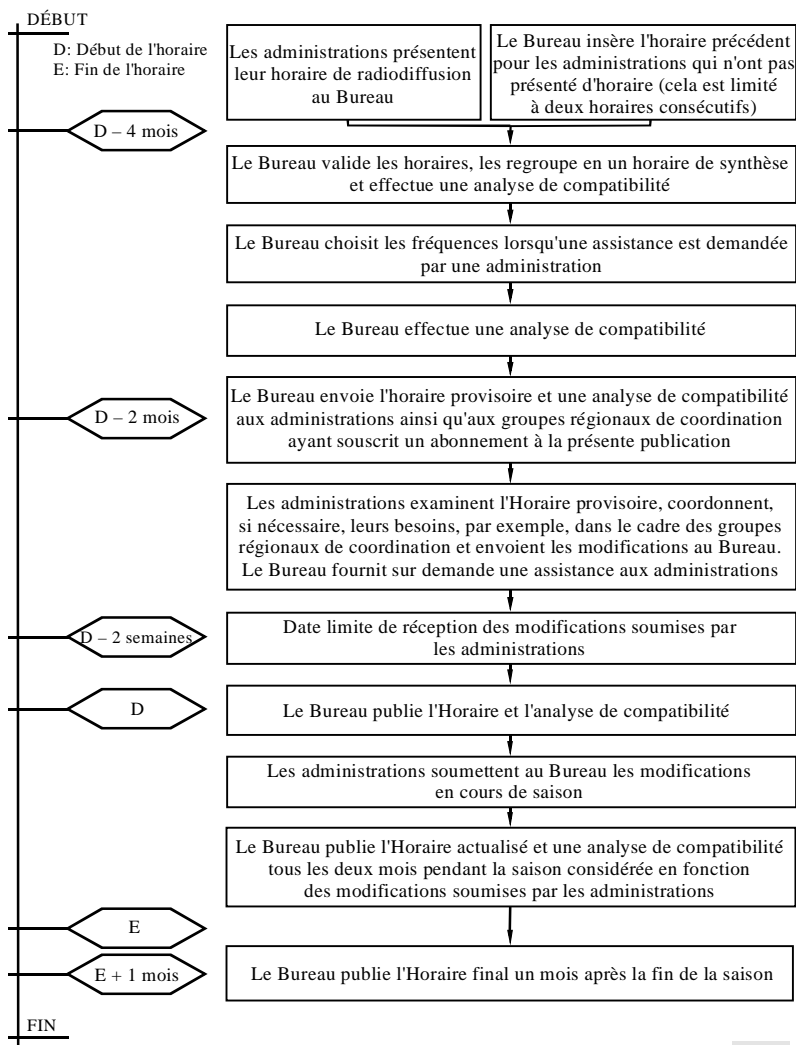 DÉBUT
D: Début de l'horaire
E: Fin de l'horaire
Les administrations présentent
leur horaire de radiodiffusion
au Bureau
Le Bureau insère l'horaire précédent
pour les administrations qui n'ont pas
présenté d'horaire (cela est limité
à deux horaires consécutifs)
D – 4 mois
Le Bureau valide les horaires, les regroupe en un horaire de synthèse
et effectue une analyse de compatibilité
Le Bureau choisit les fréquences lorsqu'une assistance est demandée
par une administration
Le Bureau effectue une analyse de compatibilité
D – 2 mois
Le Bureau envoie l'horaire provisoire et une analyse de compatibilité
aux administrations ainsi qu'aux groupes régionaux de coordination
ayant souscrit un abonnement à la présente publication
Les administrations examinent l'Horaire provisoire, coordonnent,
si nécessaire, leurs besoins, par exemple, dans le cadre des groupes
régionaux de coordination et envoient les modifications au Bureau.
Le Bureau fournit sur demande une assistance aux administrations
D – 2 semaines
Date limite de réception des modifications soumises par
les administrations
D
Le Bureau publie l'Horaire et l'analyse de compatibilité
Les administrations soumettent au Bureau les modifications
en cours de saison
Le Bureau publie l'Horaire actualisé et une analyse de compatibilité
tous les deux mois pendant la saison considérée en fonction
des modifications soumises par les administrations
E
E + 1 mois
Le Bureau publie l'Horaire final un mois après la fin de la saison
FIN